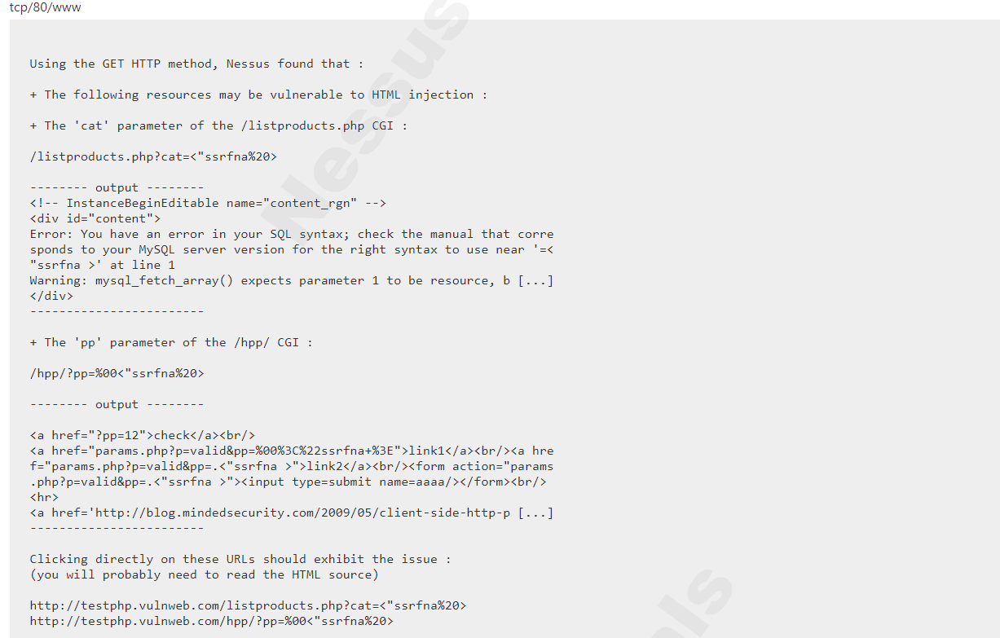 tcp/80/www
Using the GET HTTP method, Nessus found that :
+ The following resources may be vulnerable to HTML injection :
+ The 'cat' parameter of the /listproducts.php CGI :
/listproducts.php?cat=<"ssrfna%20>
-------- output --------
<!-- InstanceBeginEditable name="content_rgn" -->
<div id="content">
Error: You have an error in your SQL syntax; check the manual that corre
sponds to your MySQL server version for the right syntax to use near '=<
"ssrfna >' at line 1
Warning: mysql_fetch_array() expects parameter 1 to be resource, b [...]
</div>
------------------------
+ The 'pp' parameter of the /hpp/ CGI :
/hpp/?pp=%00<"ssrfna%20>
-------- output --------
<a href="?pp=12">check</a><br/>
<a href="params.php?p=valid&pp=%00%3C%22ssrfna+%3E">link1</a><br/><a hre
f="params.php?p=valid&pp=.<"ssrfna >">link2</a><br/><form action="params
.php?p=valid&pp=.<"ssrfna >"><input type=submit name=aaaa/></form><br/>
<hr>
<a href='http://blog.mindedsecurity.com/2009/05/client-side-http-p [...]
------------------------
Clicking directly on these URLs should exhibit the issue :
(you will probably need to read the HTML source)
http://testphp.vulnweb.com/listproducts.php?cat=<"ssrfna%20>
http://testphp.vulnweb.com/hpp/?pp=%00<"ssrfna%20>
Nessus